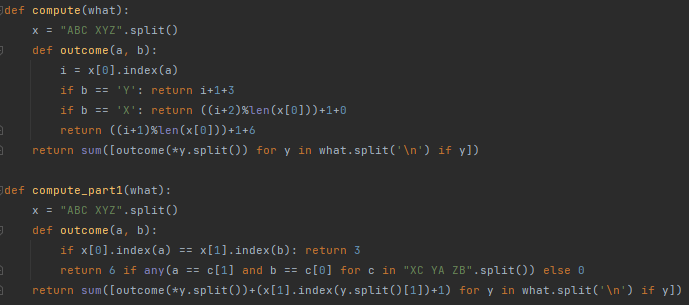 def compute(what):
    x = "ABC XYZ".split()
    def outcome(a, b):
        i = x[0].index(a)
        if b == 'Y': return i+1+3
        if b == 'X': return ((i+2)%len(x[0]))+1+0
        return ((i+1)%len(x[0]))+1+6
    return sum([outcome(*y.split()) for y in what.split('\n') if y])

def compute_part1(what):
    x = "ABC XYZ".split()
    def outcome(a, b):
        if x[0].index(a) == x[1].index(b): return 3
        return 6 if any(a == c[1] and b == c[0] for c in "XC YA ZB".split()) else 0
    return sum([outcome(*y.split())+(x[1].index(y.split()[1])+1) for y in what.split('\n') if y])